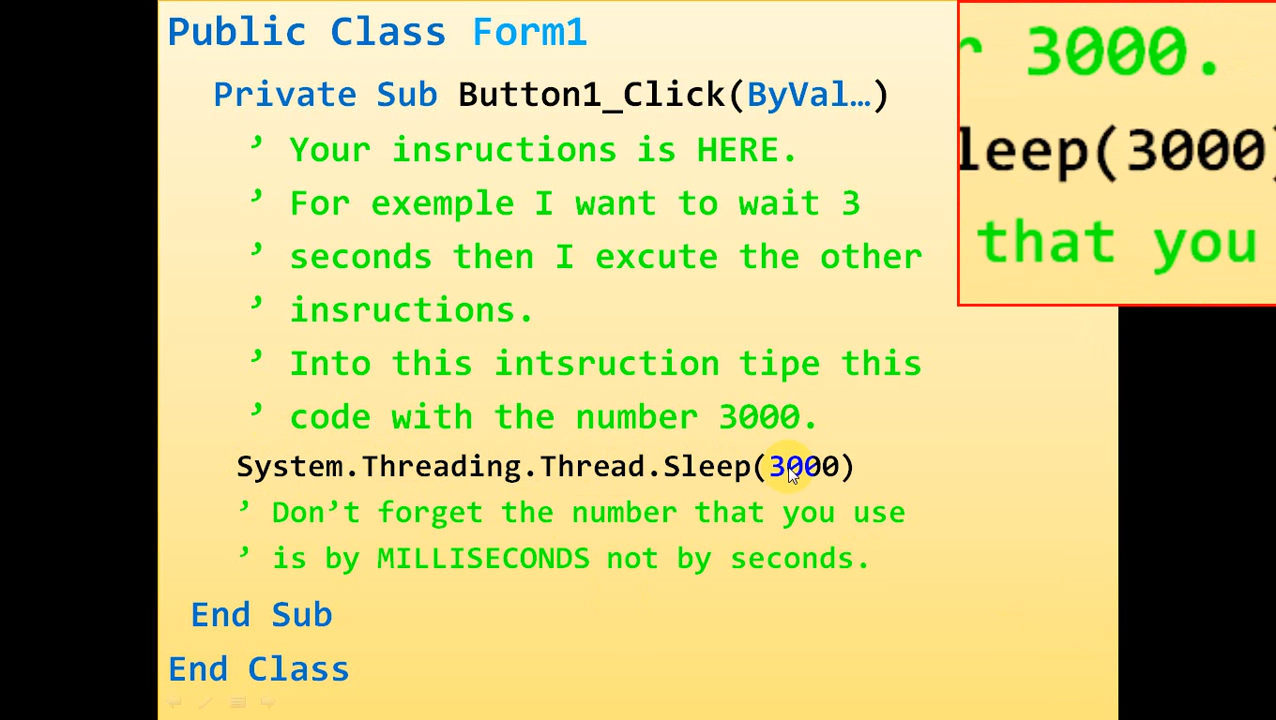 Public Class Form1
Private Sub Button1_Click(ByVal…)
’ Your insructions is HERE.
’ For exemple I want to wait 3
’ seconds then I excute the other
’ insructions.
’ Into this intsruction tipe this
’ code with the number 3000.
System.Threading.Thread.Sleep(3000)
’ Don’t forget the number that you use
’ is by MILLISECONDS not by seconds.
End Sub
End Class
r 3000.
leep(3000)
that you